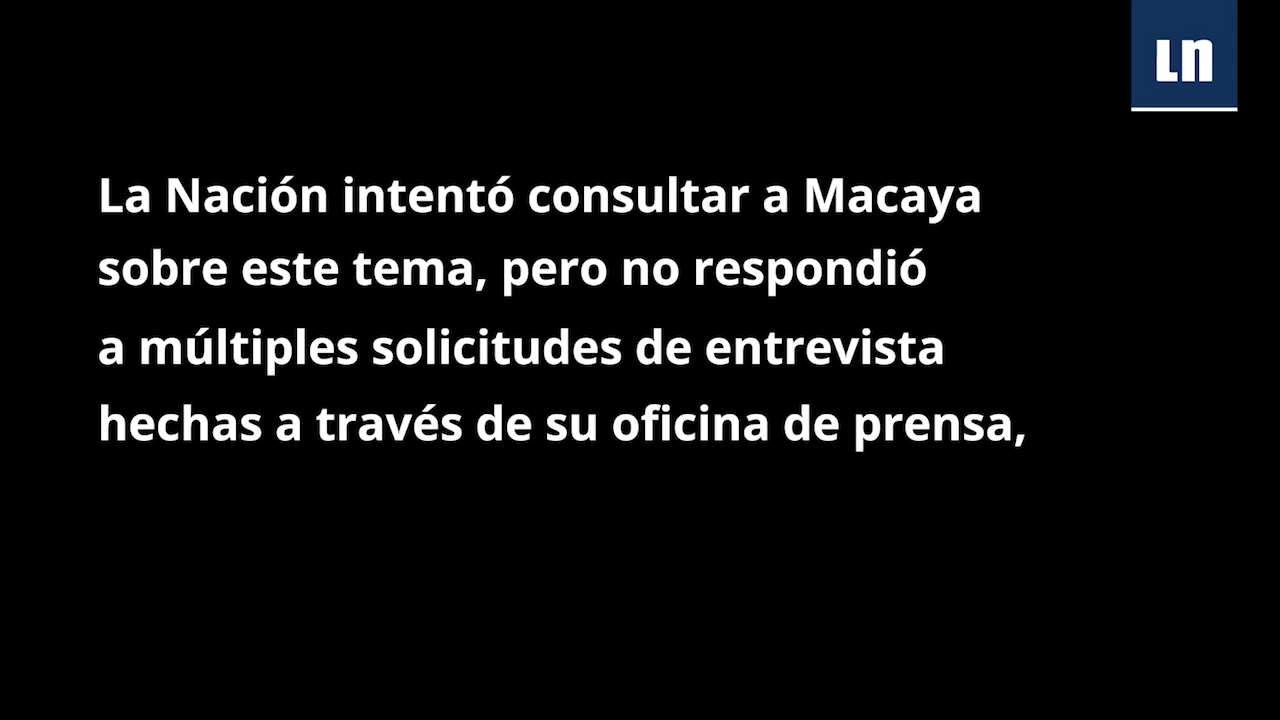 LN
La Nación intentó consultar a Macaya
sobre este tema, pero no respondió
a múltiples solicitudes de entrevista
hechas a través de su oficina de prensa,